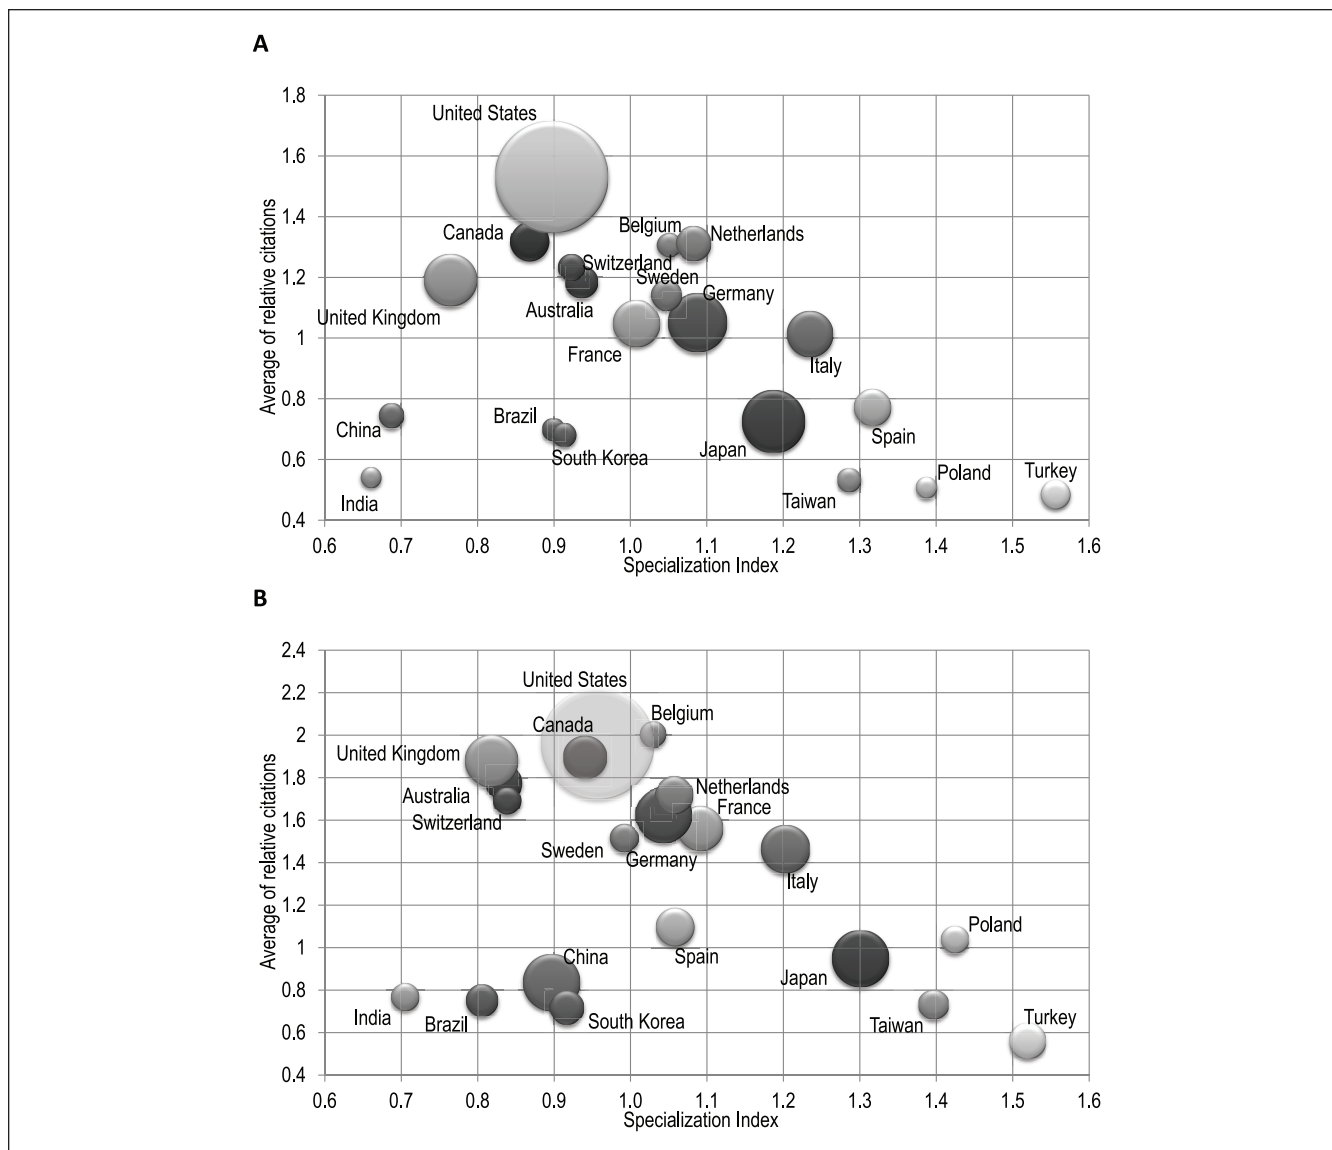 A
1.8
1.6
1.4
1.2
1
0.8
0.6
0.4
Average of relative citations
United States
Canada
Belgium
Netherlands
Switzerland
Sweden
Germany
United Kingdom
Australia
France
Italy
China
Brazil
South Korea
Japan
Spain
India
Taiwan
Poland
Turkey
0.6 0.7 0.8 0.9 1.0 1.1 1.2 1.3 1.4 1.5 1.6
Specialization Index
B
2.4
2.2
2
1.8
1.6
1.4
1.2
1
0.8
0.6
0.4
Average of relative citations
United States
Canada
Belgium
United Kingdom
Australia
Switzerland
Netherlands
France
Sweden
Germany
Italy
Spain
Poland
China
Japan
India
Brazil
South Korea
Taiwan
Turkey
0.6 0.7 0.8 0.9 1.0 1.1 1.2 1.3 1.4 1.5 1.6
Specialization Index